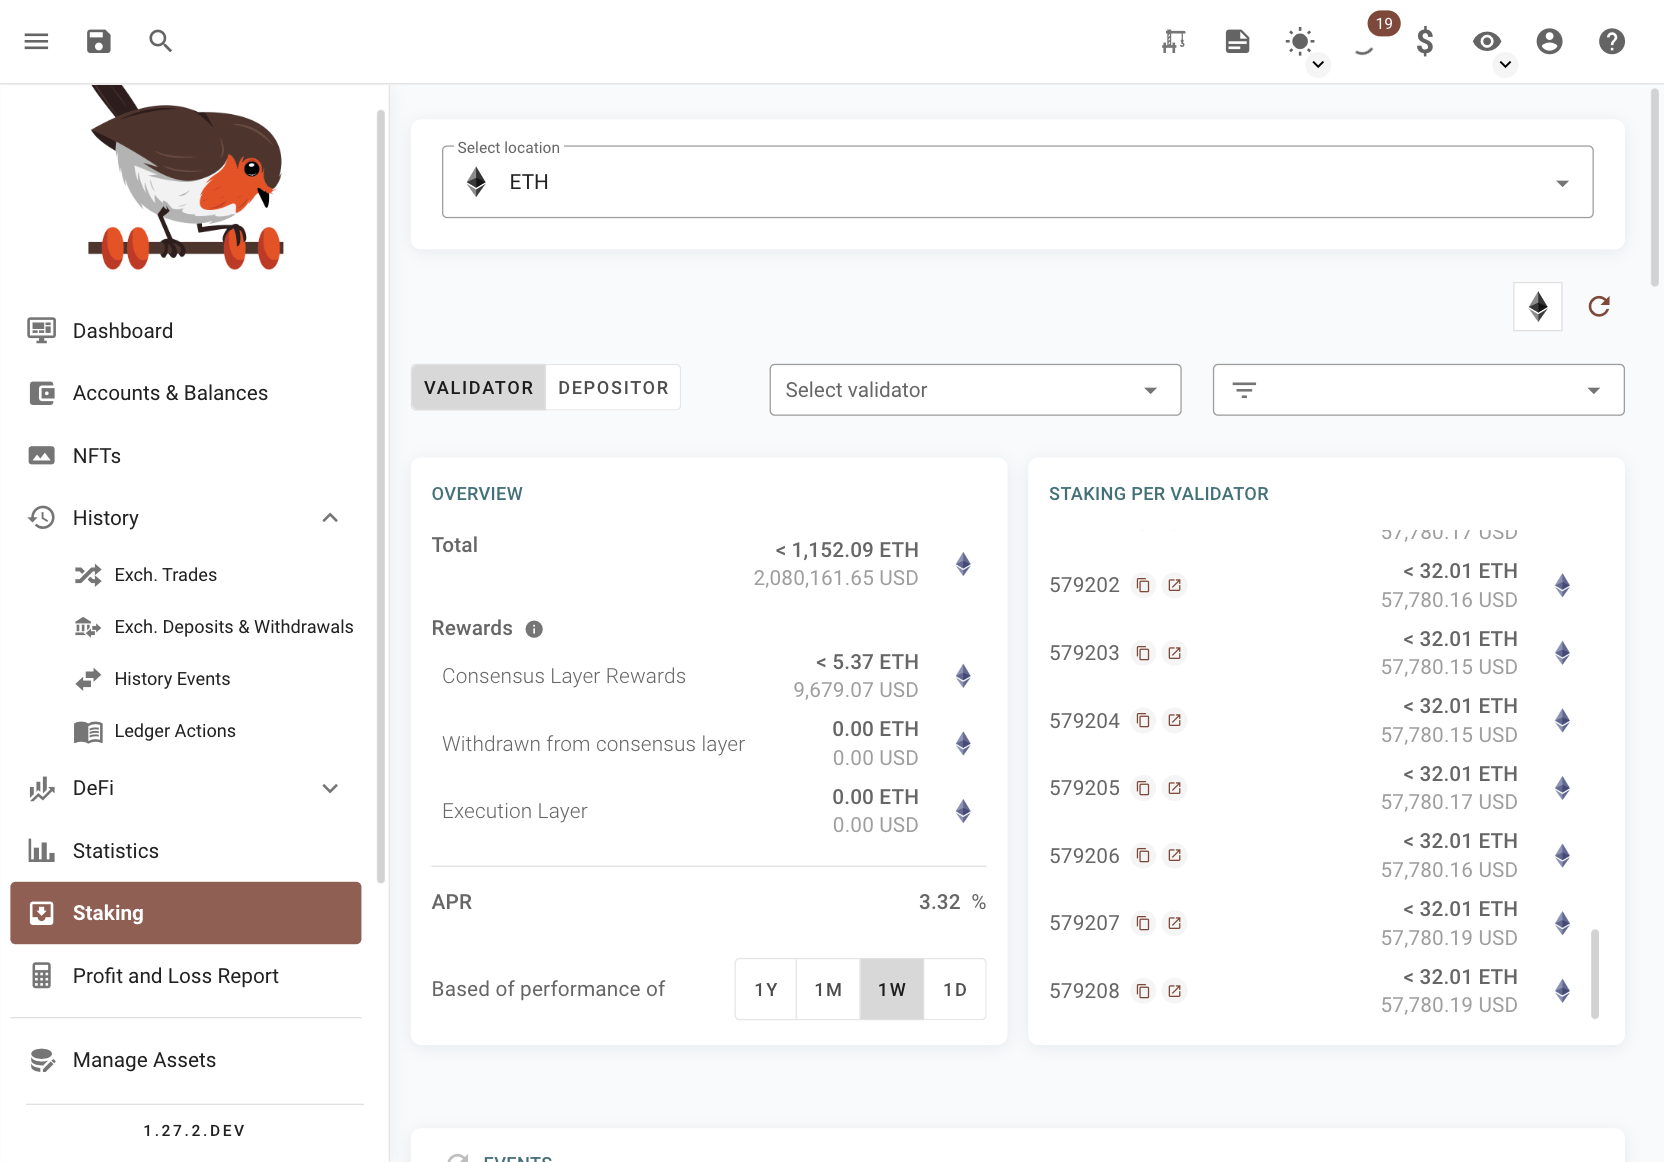 19
Select location
ETH
Dashboard
Accounts & Balances
NFTs
History
Exch. Trades
Exch. Deposits & Withdrawals
History Events
Ledger Actions
DeFi
Statistics
Staking
Profit and Loss Report
Manage Assets
1.27.2.DEV
VALIDATOR
DEPOSITOR
Select validator
OVERVIEW
Total
< 1,152.09 ETH
2,080,161.65 USD
Rewards
Consensus Layer Rewards
< 5.37 ETH
9,679.07 USD
Withdrawn from consensus layer
0.00 ETH
0.00 USD
Execution Layer
0.00 ETH
0.00 USD
APR
3.32 %
Based of performance of
1Y
1M
1W
1D
STAKING PER VALIDATOR
57,780.17 USD
579202
< 32.01 ETH
57,780.16 USD
579203
< 32.01 ETH
57,780.15 USD
579204
< 32.01 ETH
57,780.15 USD
579205
< 32.01 ETH
57,780.17 USD
579206
< 32.01 ETH
57,780.16 USD
579207
< 32.01 ETH
57,780.19 USD
579208
< 32.01 ETH
57,780.19 USD
EVENTS